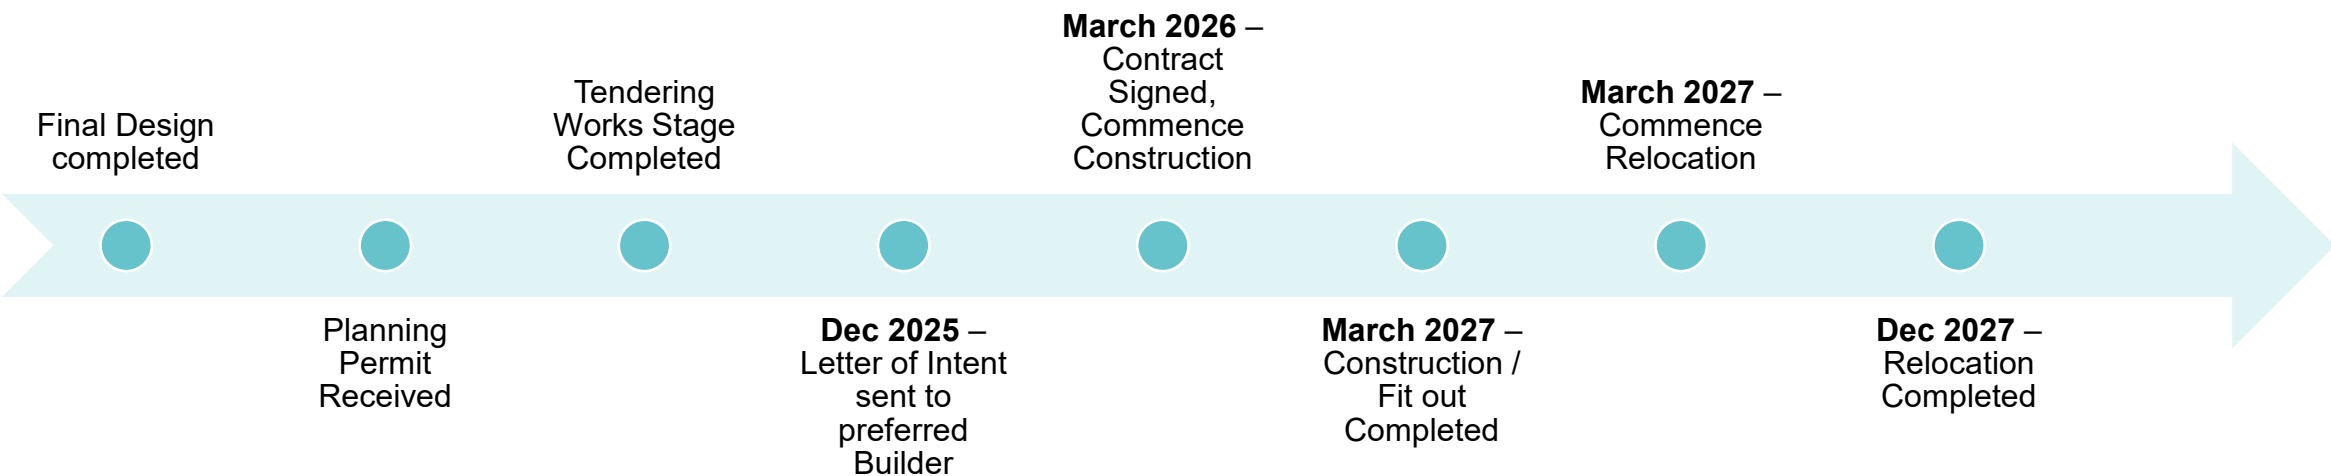 Final Design
completed
Planning
Permit
Received
Tendering
Works Stage
Completed
Dec 2025 –
Letter of Intent
sent to
preferred
Builder
March 2026 –
Contract
Signed,
Commence
Construction
March 2027 –
Construction /
Fit out
Completed
March 2027 –
Commence
Relocation
Dec 2027 –
Relocation
Completed